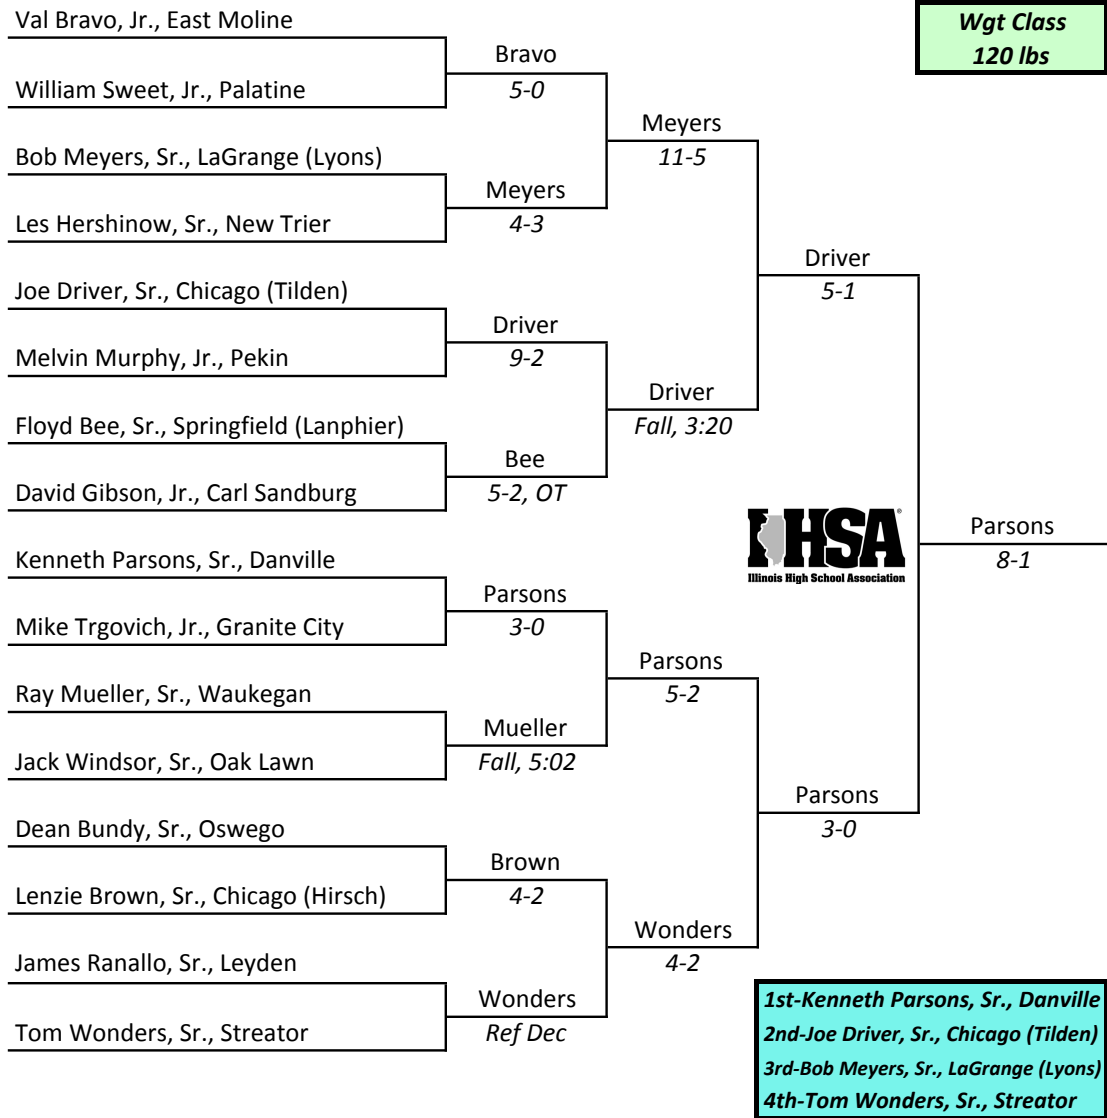 Val Bravo, Jr., East Moline
Wgt Class
120 lbs
Bravo
5-0
William Sweet, Jr., Palatine
Meyers
11-5
Bob Meyers, Sr., LaGrange (Lyons)
Meyers
4-3
Les Hershinow, Sr., New Trier
Driver
5-1
Joe Driver, Sr., Chicago (Tilden)
Driver
9-2
Melvin Murphy, Jr., Pekin
Driver
Fall, 3:20
Floyd Bee, Sr., Springfield (Lanphier)
Bee
5-2, OT
David Gibson, Jr., Carl Sandburg
IHSA®
Illinois High School Association
Parsons
8-1
Kenneth Parsons, Sr., Danville
Parsons
3-0
Mike Trgovich, Jr., Granite City
Parsons
5-2
Ray Mueller, Sr., Waukegan
Mueller
Fall, 5:02
Jack Windsor, Sr., Oak Lawn
Parsons
3-0
Dean Bundy, Sr., Oswego
Brown
4-2
Lenzie Brown, Sr., Chicago (Hirsch)
Wonders
4-2
James Ranallo, Sr., Leyden
Wonders
Ref Dec
Tom Wonders, Sr., Streator
1st-Kenneth Parsons, Sr., Danville
2nd-Joe Driver, Sr., Chicago (Tilden)
3rd-Bob Meyers, Sr., LaGrange (Lyons)
4th-Tom Wonders, Sr., Streator